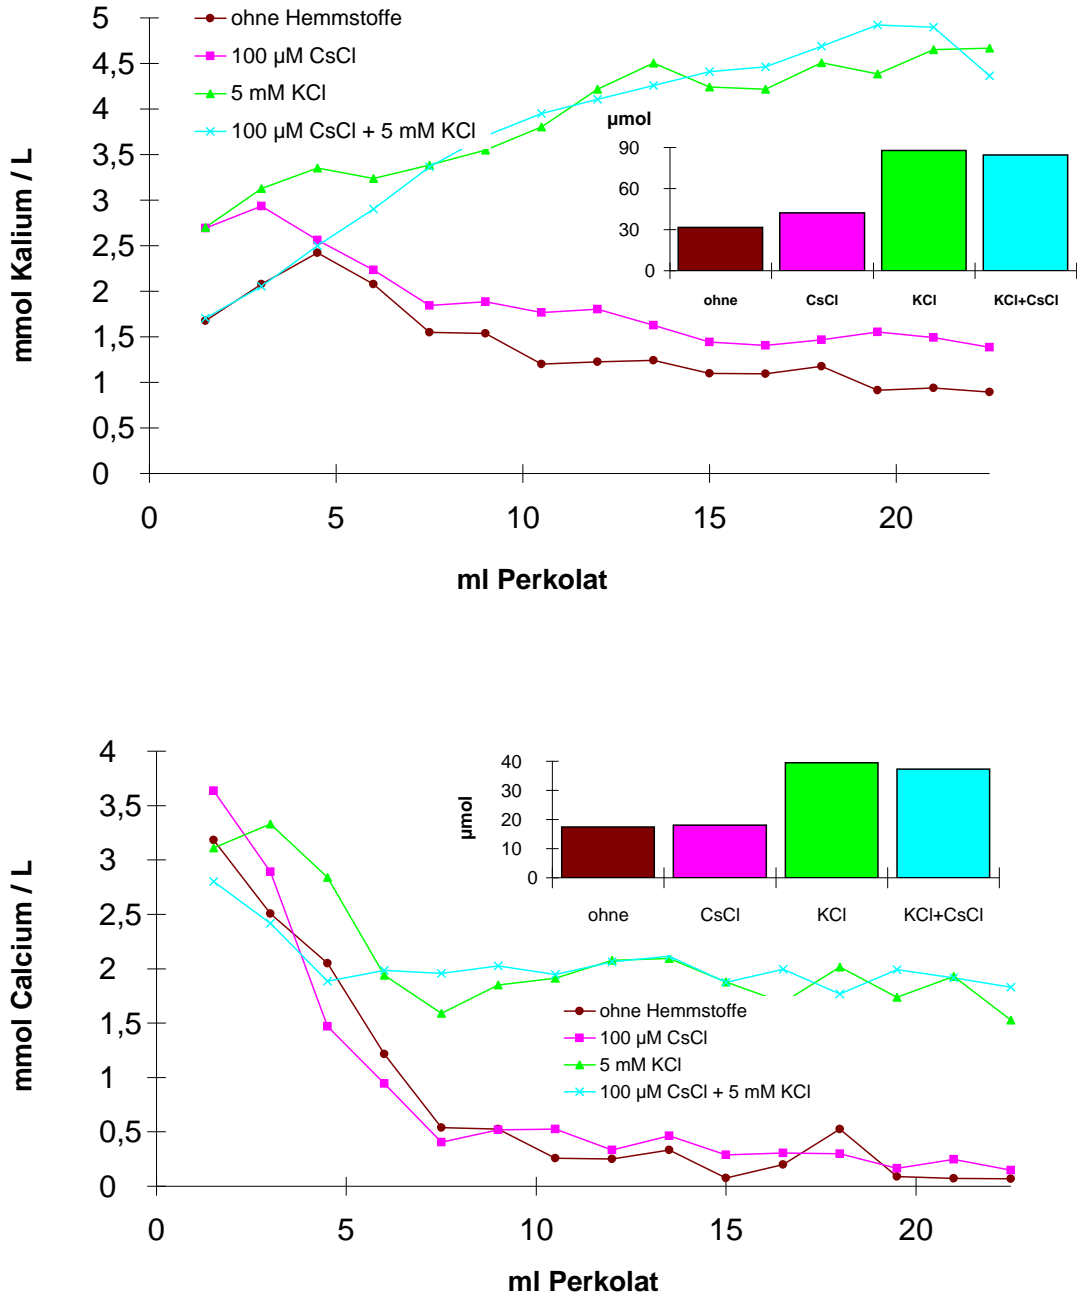 5
4,5
4
3,5
3
2,5
2
1,5
1
0,5
0
mmol Kalium / L
ohne Hemmstoffe
100 µM CsCl
5 mM KCl
100 µM CsCl + 5 mM KCl
µmol
90
60
30
0
ohne CsCl KCl KCl+CsCl
0 5 10 15 20
ml Perkolat
4
3,5
3
2,5
2
1,5
1
0,5
0
mmol Calcium / L
40
30
20
10
0
µmol
ohne CsCl KCl KCl+CsCl
ohne Hemmstoffe
100 µM CsCl
5 mM KCl
100 µM CsCl + 5 mM KCl
0 5 10 15 20
ml Perkolat